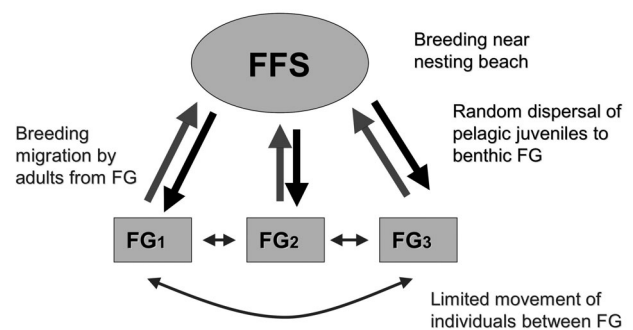 FFS
Breeding near
nesting beach
Breeding
migration by
adults from FG
Random dispersal of
pelagic juveniles to
benthic FG
FG1
FG2
FG3
Limited movement of
individuals between FG